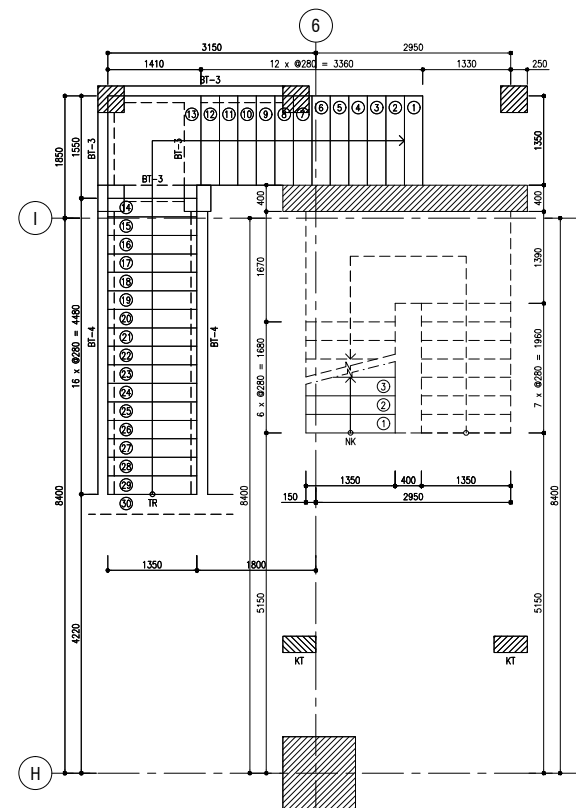 6
3150 2950
1410 12 x @280 = 3360 1330 250
BT-3
13 12 11 10 9 8 7 6 5 4 3 2 1
1850
1550
BT-3
BT-3
BT-3
1350
400
400
I
14
15
16
17
18
19
20
21
22
23
24
25
26
27
28
29
30
TR
16 x @280 = 4480
BT-4
BT-4
1670
6 x @280 = 1680
1390
7 x @280 = 1960
3
2
1
NK
8400
8400
8400
1350 400 1350
150 2950
1350 1800
4220
5150
5150
KT
KT
H